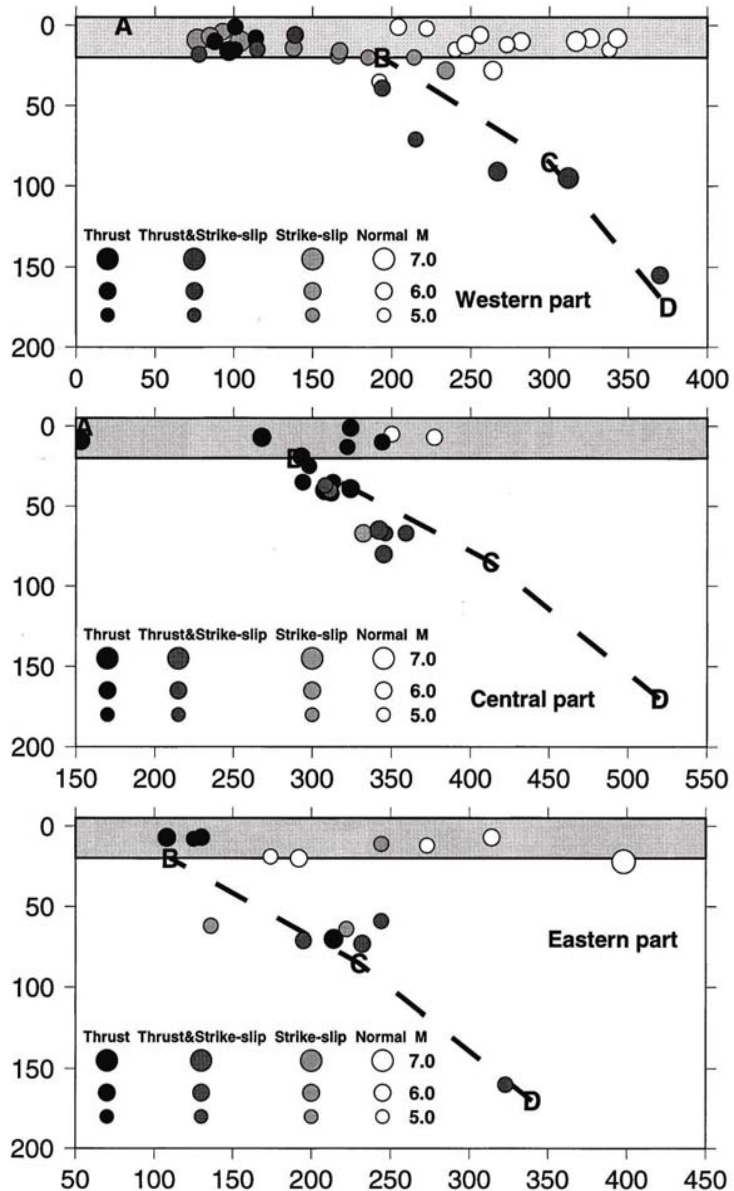 0
A
B
50
C
100
Thrust Thrust&Strike-slip Strike-slip Normal M
7.0
150
6.0
Western part
D
5.0
200
0 50 100 150 200 250 300 350 400
0
A
B
50
C
100
Thrust Thrust&Strike-slip Strike-slip Normal M
7.0
150
6.0
Central part
D
5.0
200
150 200 250 300 350 400 450 500 550
0
B
50
Eastern part
C
100
Thrust Thrust&Strike-slip Strike-slip Normal M
7.0
150
6.0
D
5.0
200
50 100 150 200 250 300 350 400 450